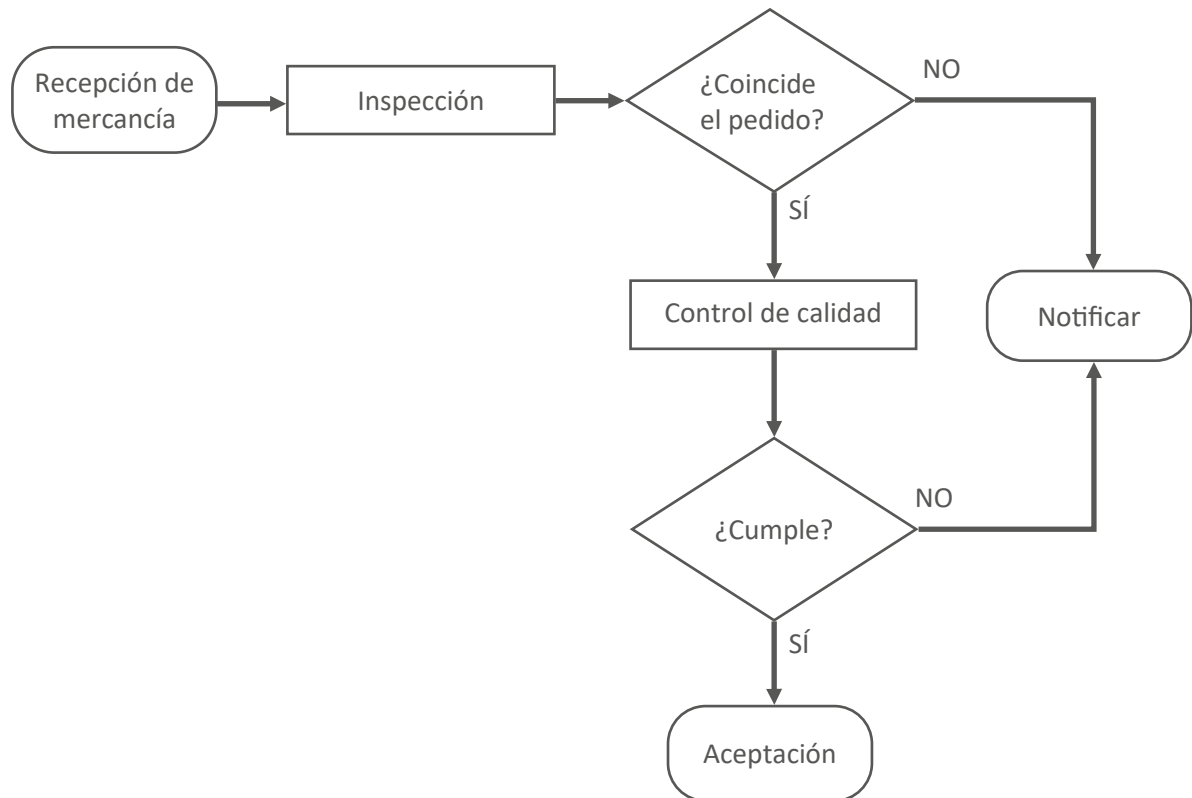 Recepción de
mercancía
Inspección
¿Coincide
el pedido?
NO
SÍ
Control de calidad
Notificar
¿Cumple?
NO
SÍ
Aceptación